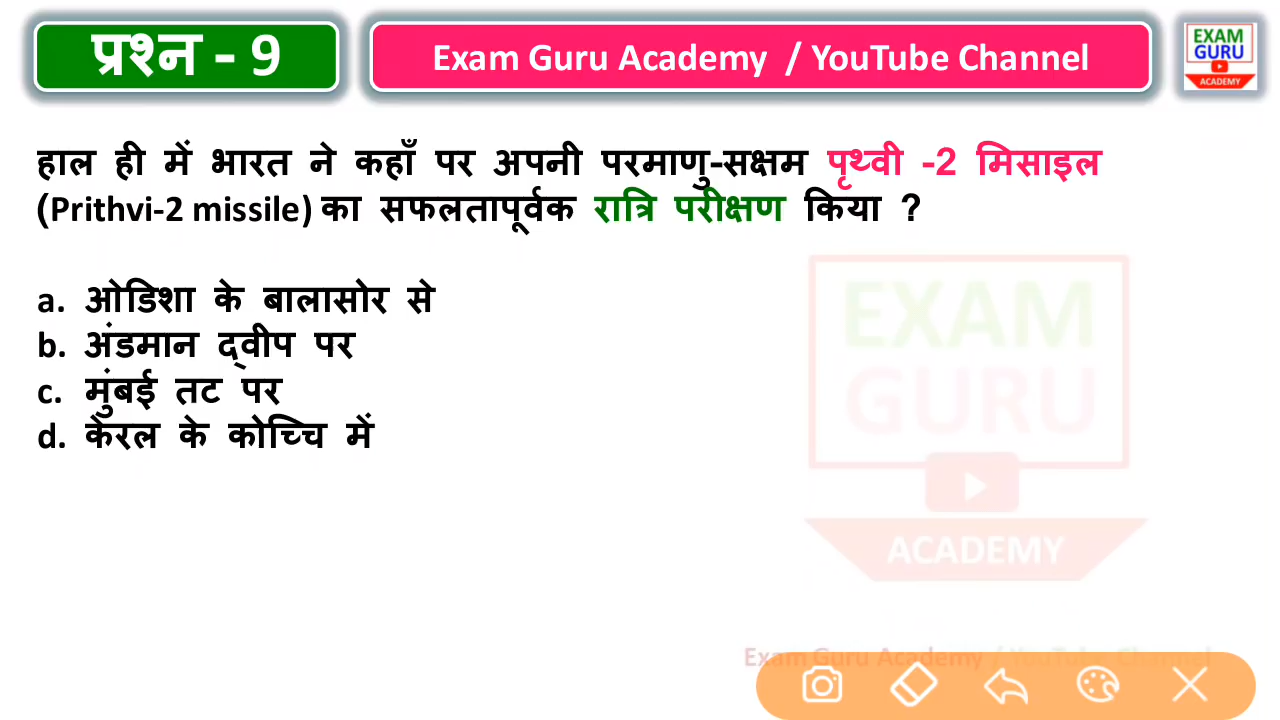 प्रश्न - 9
Exam Guru Academy / YouTube Channel
EXAM
GURU
ACADEMY
हाल ही में भारत ने कहाँ पर अपनी परमाणु-सक्षम पृथ्वी -2 मिसाइल
(Prithvi-2 missile) का सफलतापूर्वक रात्रि परीक्षण किया ?
a. ओडिशा के बालासोर से
b. अंडमान द्वीप पर
c. मुंबई तट पर
d. केरल के कोच्चि में
EXAM
GURU
ACADEMY
Exam Guru Academy / YouTube Channel